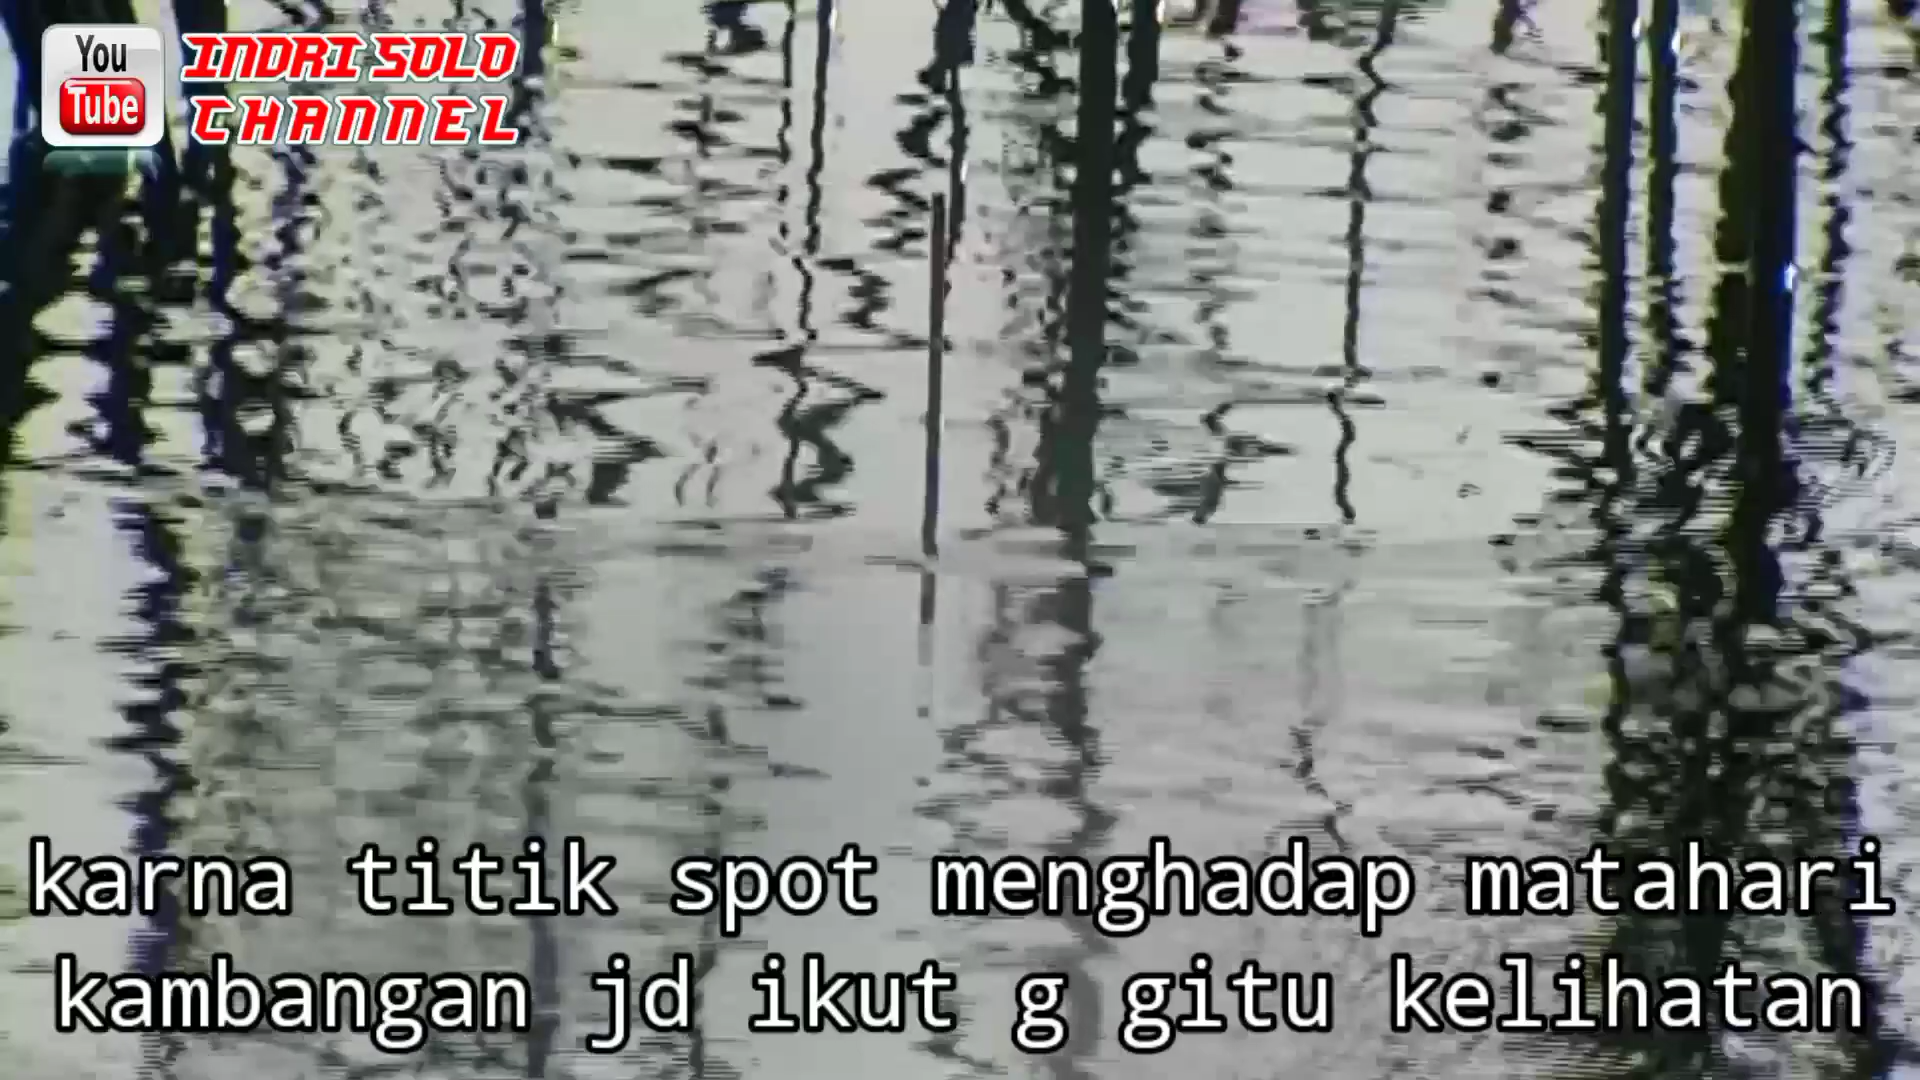 You
Tube
INDRI SOLO
CHANNEL
karna titik spot menghadap matahari
kambangan jd ikut g gitu kelihatan